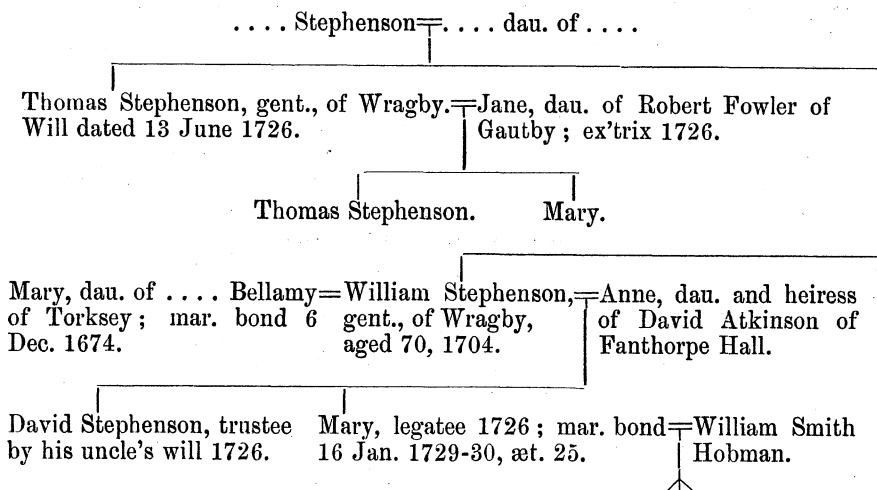 . . . . Stephenson=. . . . dau. of . . . .
Thomas Stephenson, gent., of Wragby.=Jane, dau. of Robert Fowler of
Will dated 13 June 1726. Gautby ; ex'trix 1726.
Thomas Stephenson. Mary.
Mary, dau. of . . . . Bellamy=William Stephenson,=Anne, dau. and heiress
of Torksey ; mar. bond 6 gent., of Wragby, of David Atkinson of
Dec. 1674. aged 70, 1704. Fanthorpe Hall.
David Stephenson, trustee Mary, legatee 1726 ; mar. bond=William Smith
by his uncle's will 1726. 16 Jan. 1729-30, æt. 25. Hobman.